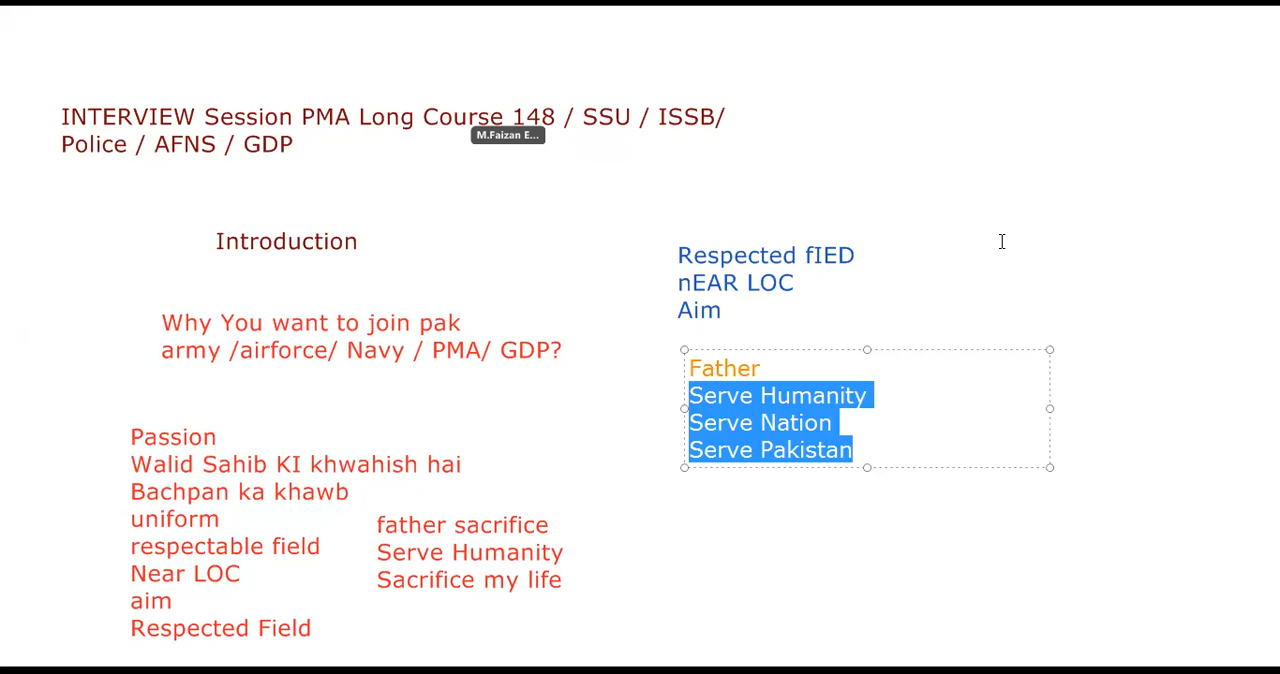 INTERVIEW Session PMA Long Course 148 / SSU / ISSB/
Police / AFNS / GDP
M.Faizan E...
Introduction
Why You want to join pak
army /airforce/ Navy / PMA/ GDP?
Passion
Walid Sahib KI khwahish hai
Bachpan ka khawb
uniform
respectable field
Near LOC
aim
Respected Field
father sacrifice
Serve Humanity
Sacrifice my life
Respected fIED
nEAR LOC
Aim
Father
Serve Humanity
Serve Nation
Serve Pakistan